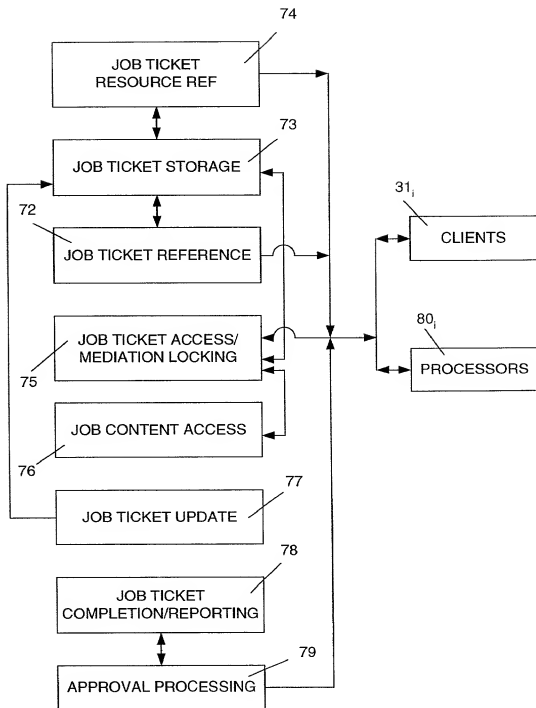 74
JOB TICKET
RESOURCE REF
73
JOB TICKET STORAGE
72
JOB TICKET REFERENCE
31i
CLIENTS
JOB TICKET ACCESS/
MEDIATION LOCKING
75
80i
PROCESSORS
JOB CONTENT ACCESS
76
77
JOB TICKET UPDATE
78
JOB TICKET
COMPLETION/REPORTING
79
APPROVAL PROCESSING